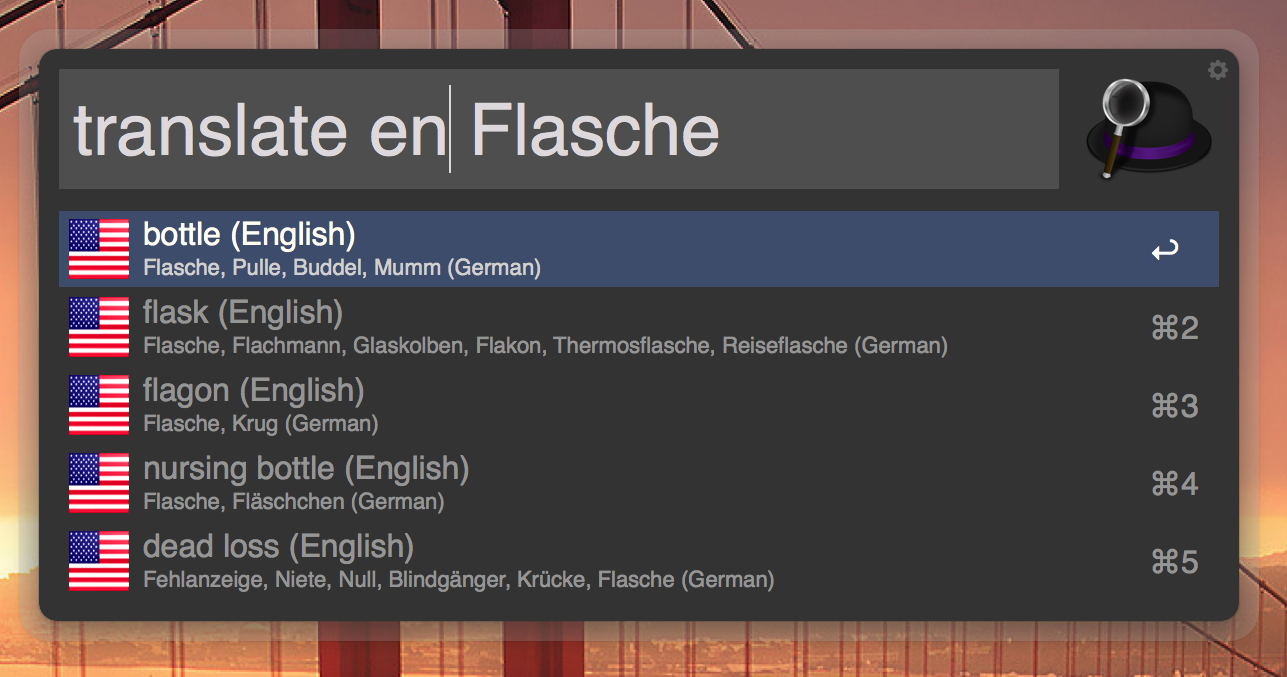 translate en Flasche
bottle (English)
Flasche, Pulle, Buddel, Mumm (German)
flask (English)
Flasche, Flachmann, Glaskolben, Flakon, Thermosflasche, Reiseflasche (German)
⌘2
flagon (English)
Flasche, Krug (German)
⌘3
nursing bottle (English)
Flasche, Fläschchen (German)
⌘4
dead loss (English)
Fehlanzeige, Niete, Null, Blindgänger, Krücke, Flasche (German)
⌘5